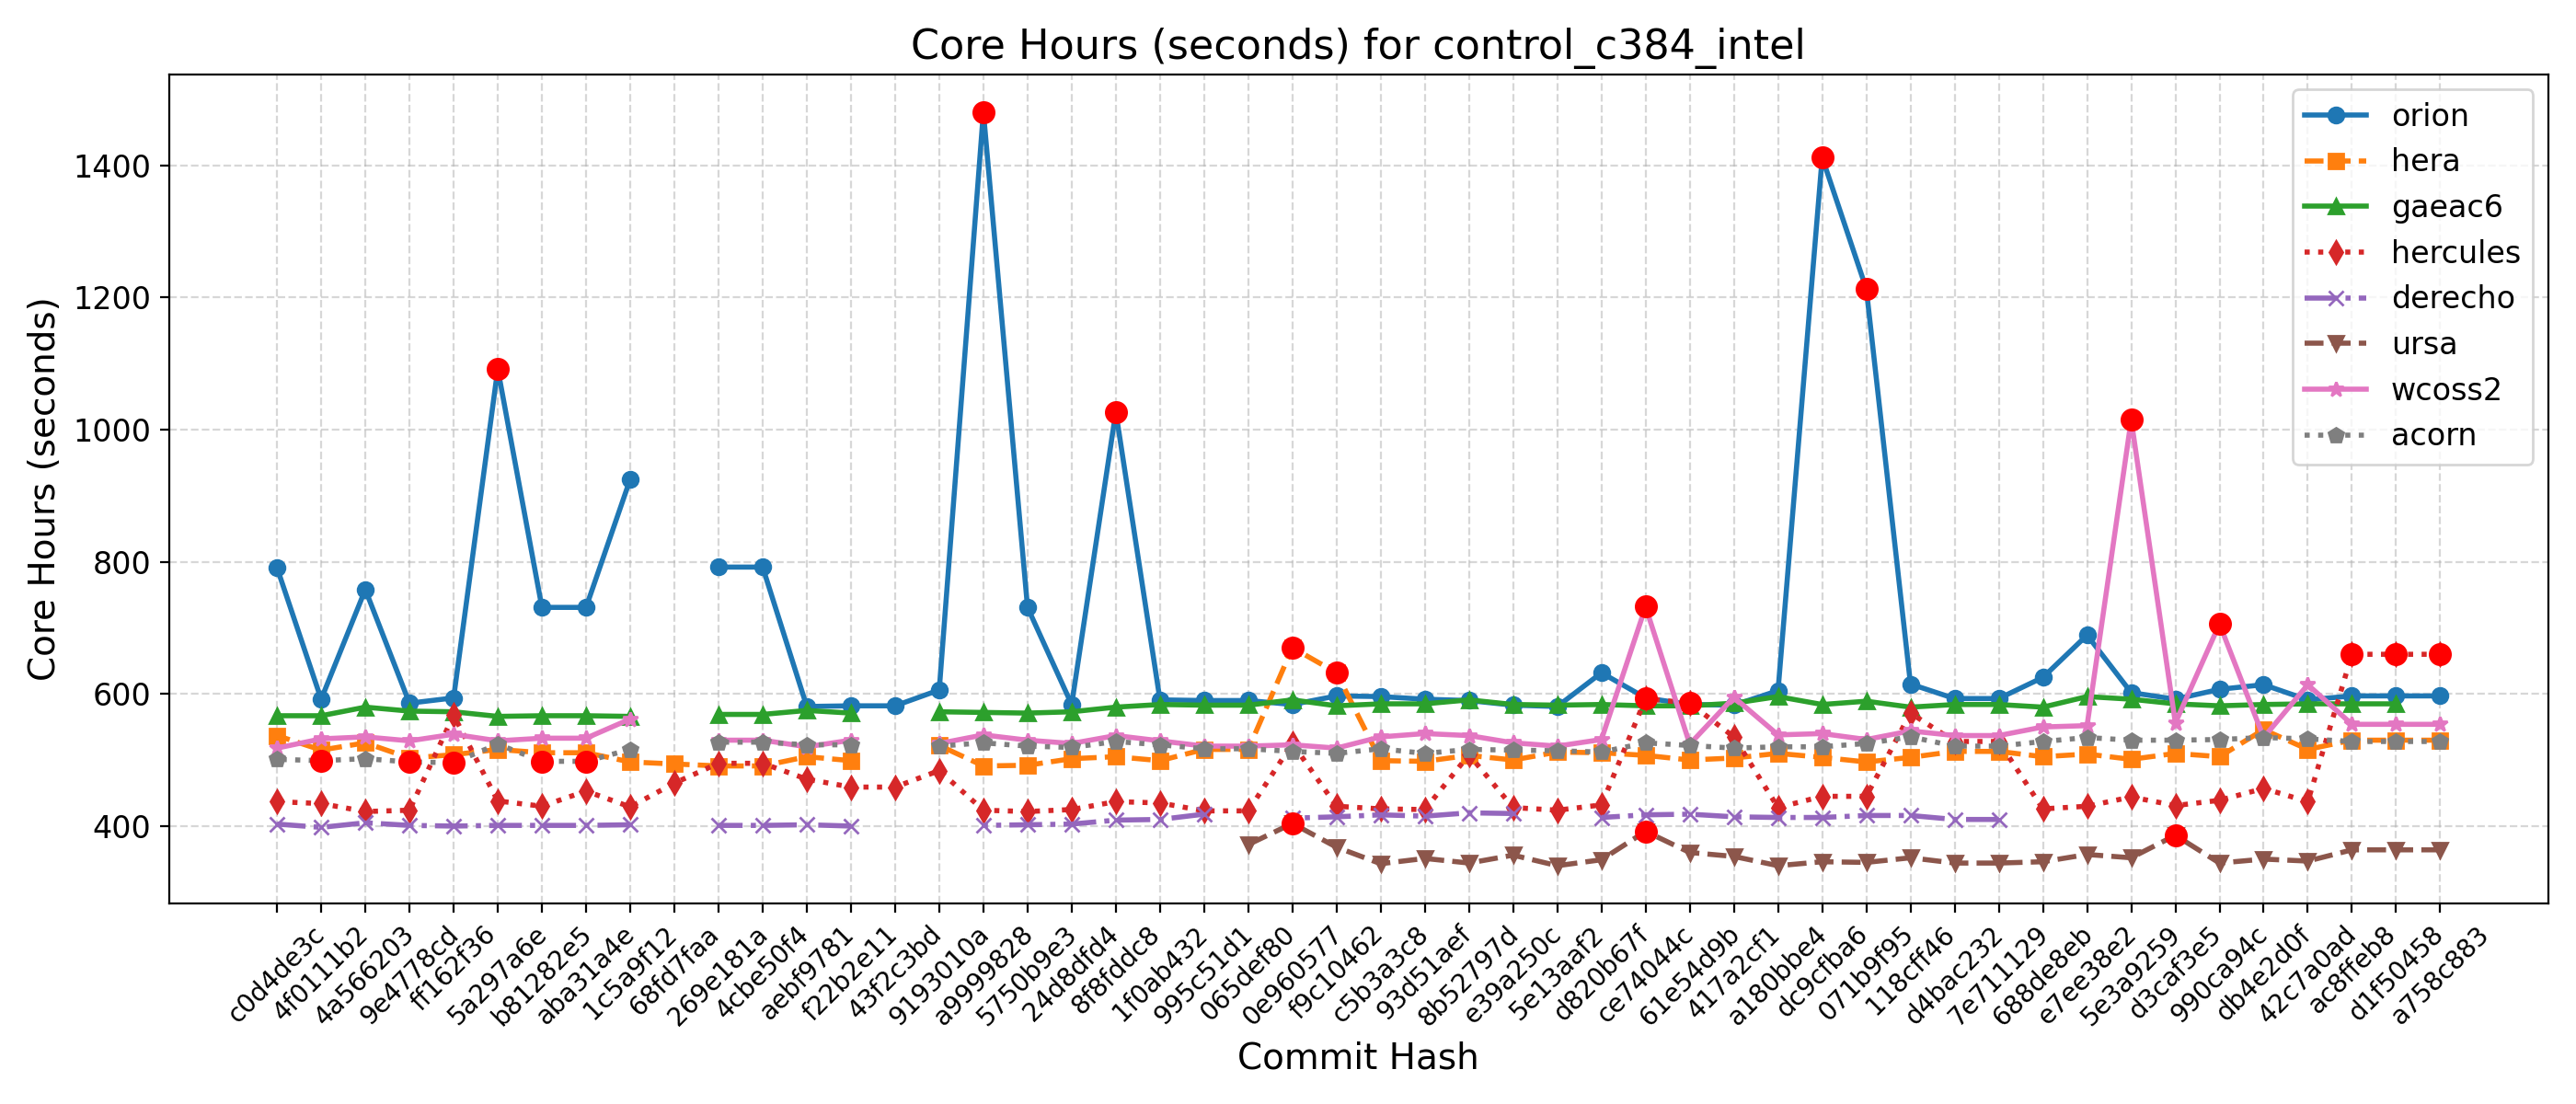 Core Hours (seconds) for control_c384_intel
Core Hours (seconds)
1400
1200
1000
800
600
400
orion
hera
gaeac6
hercules
derecho
ursa
wcoss2
acorn
c0d4de3c
4f0111b2
4a566203
9e4778cd
ff162f36
5a297a6e
b81282e5
aba31a4e
1c5a9f12
68fd7faa
269e181a
4cbe50f4
aebf9781
f22b2e11
43f2c3bd
9193010a
a9999828
5750b9e3
24d8dfd4
8f8fddc8
1f0ab432
995c51d1
065def80
0e960577
f9c10462
c5b3a3c8
93d51aef
8b52797d
e39a250c
5e13aaf2
d820b67f
ce74044c
61e54d9b
417a2cf1
a180bbe4
dc9cfba6
071b9f95
118cff46
d4bac232
7e711129
688de8eb
e7ee38e2
5e3a9259
d3caf3e5
990ca94c
db4e2d0f
42c7a0ad
ac8ffeb8
d1f50458
a758c883
Commit Hash